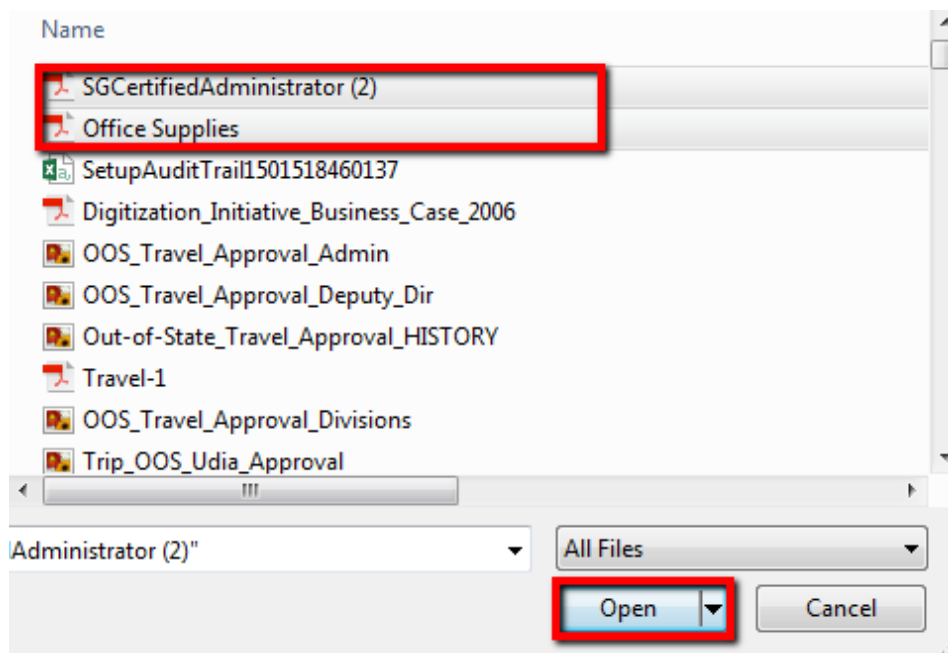 Name
SGCertifiedAdministrator (2)
Office Supplies
SetupAuditTrail1501518460137
Digitization_Initiative_Business_Case_2006
OOS_Travel_Approval_Admin
OOS_Travel_Approval_Deputy_Dir
Out-of-State_Travel_Approval_HISTORY
Travel-1
OOS_Travel_Approval_Divisions
Trip_OOS_Udia_Approval
Administrator (2)" All Files
Open Cancel